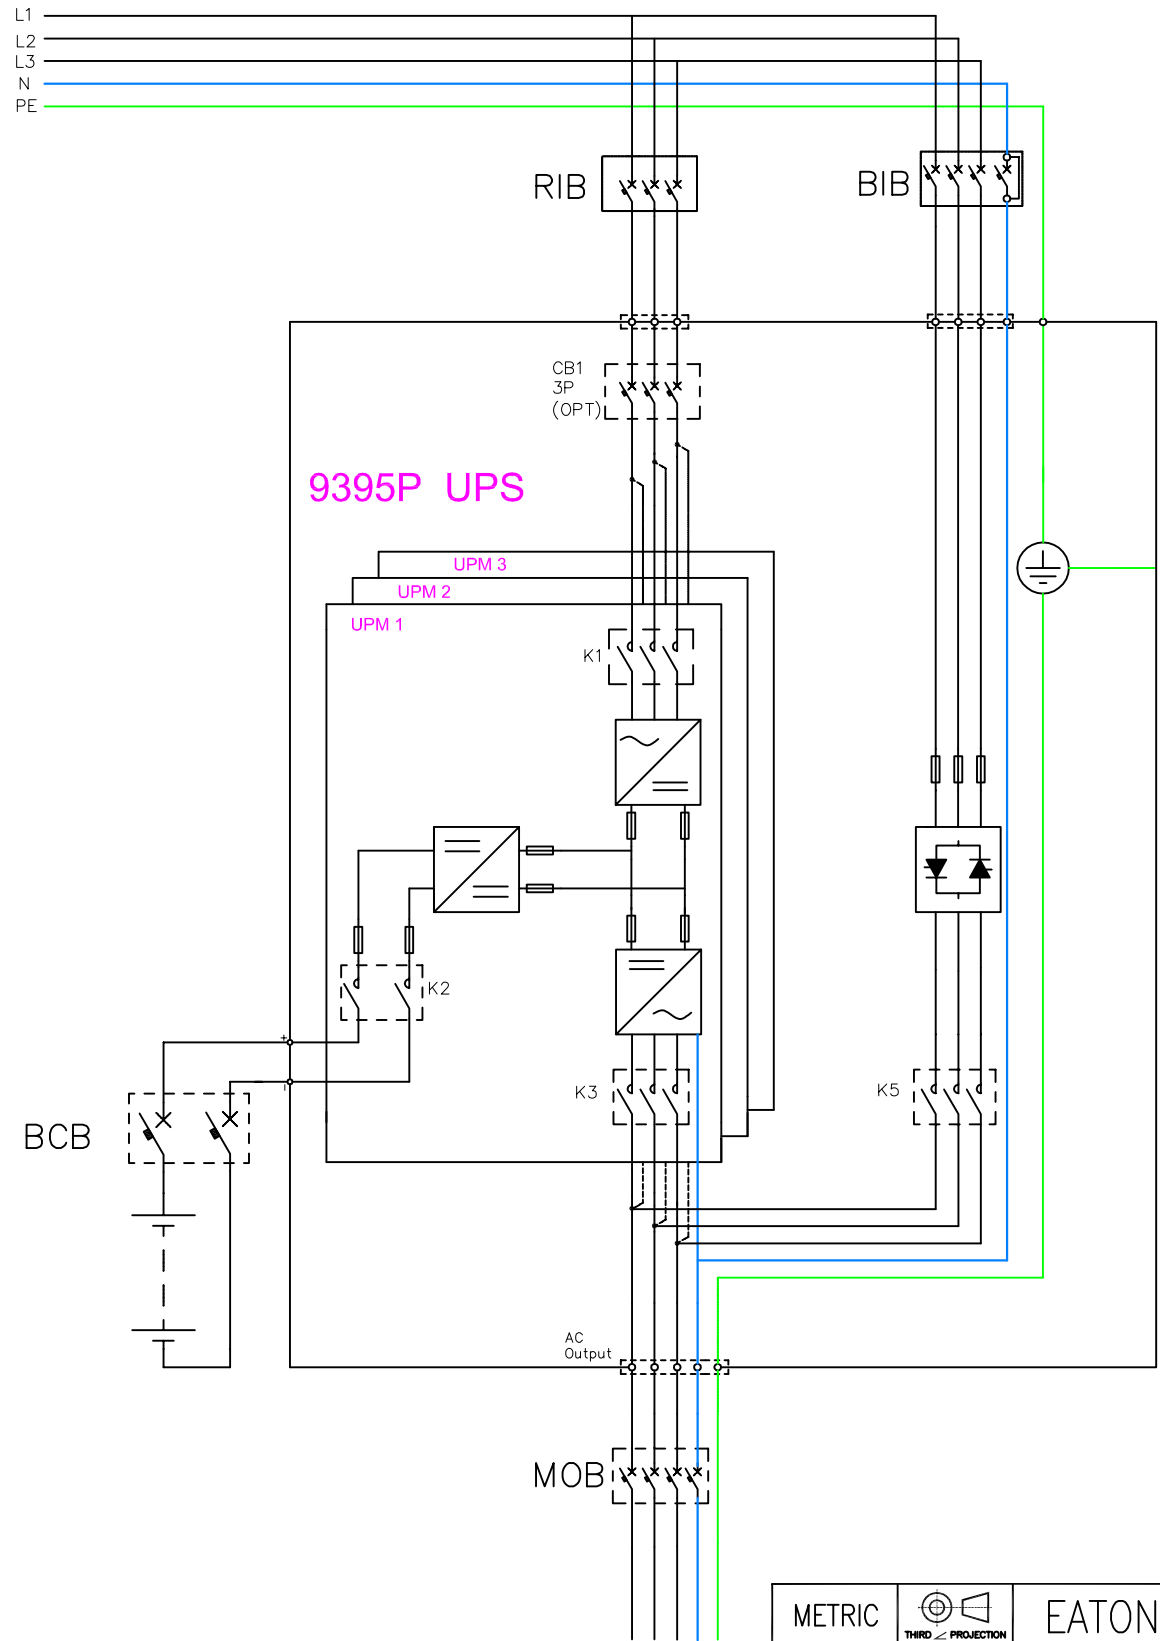 L1
L2
L3
N
PE
RIB
BIB
CB1
3P
(OPT)
9395P UPS
UPM 3
UPM 2
UPM 1
K1
K2
+
-
K3
K5
BCB
AC
Output
MOB
METRIC
THIRD PROJECTION
EATON